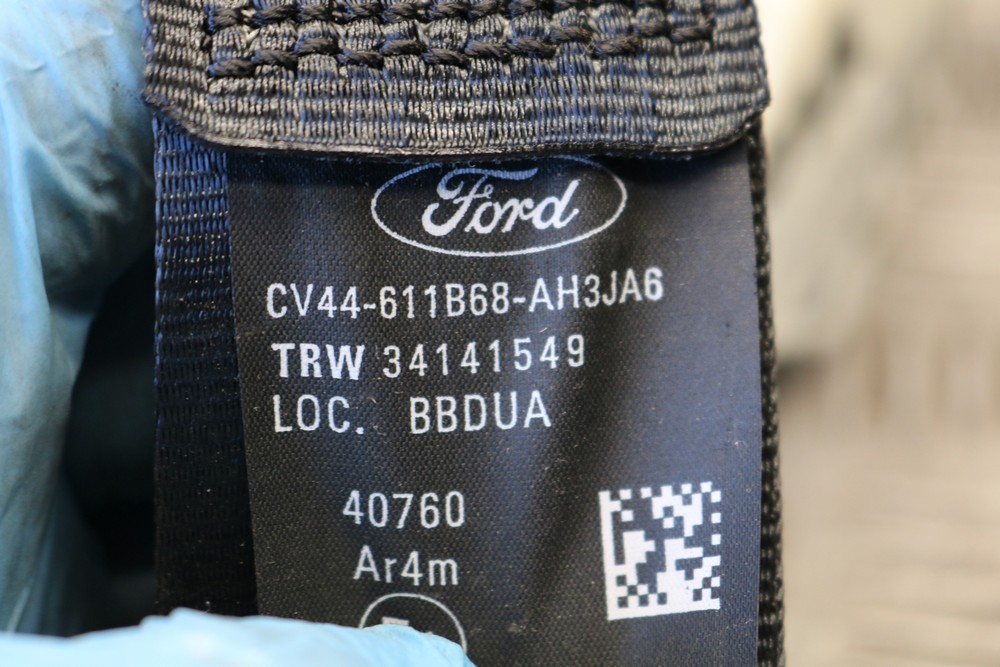 Ford
CV44-611B68-AH3JA6
TRW 34141549
LOC. BBDUA
40760
Ar4m